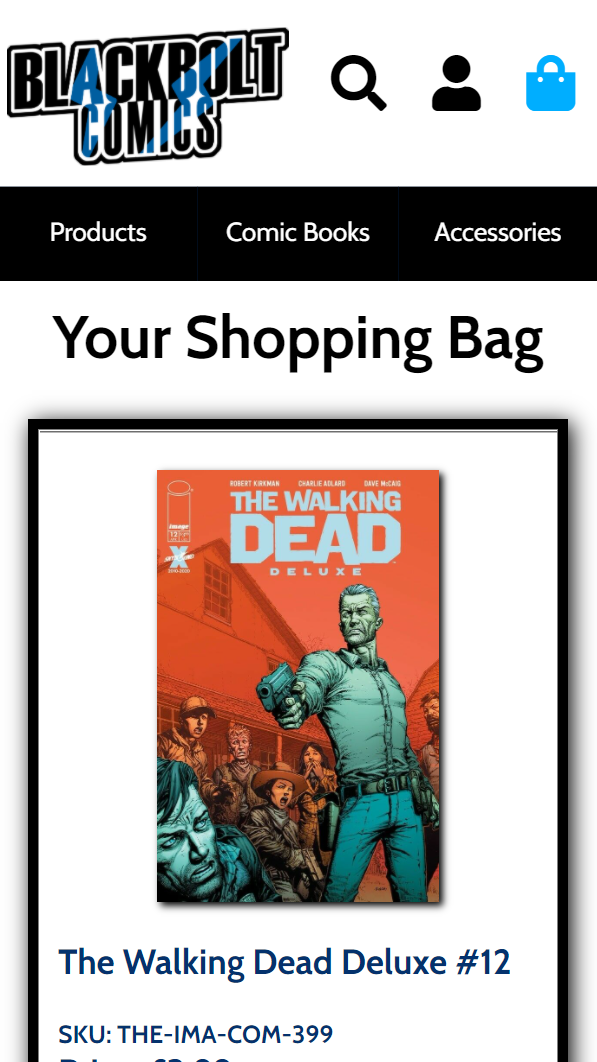 BLACKBOLT
COMICS
Products
Comic Books
Accessories
Your Shopping Bag
ROBERT KIRKMAN CHARLIE ADLARD DAVE McCAIG
THE WALKING
DEAD
DELUXE
image
12
The Walking Dead Deluxe #12
SKU: THE-IMA-COM-399